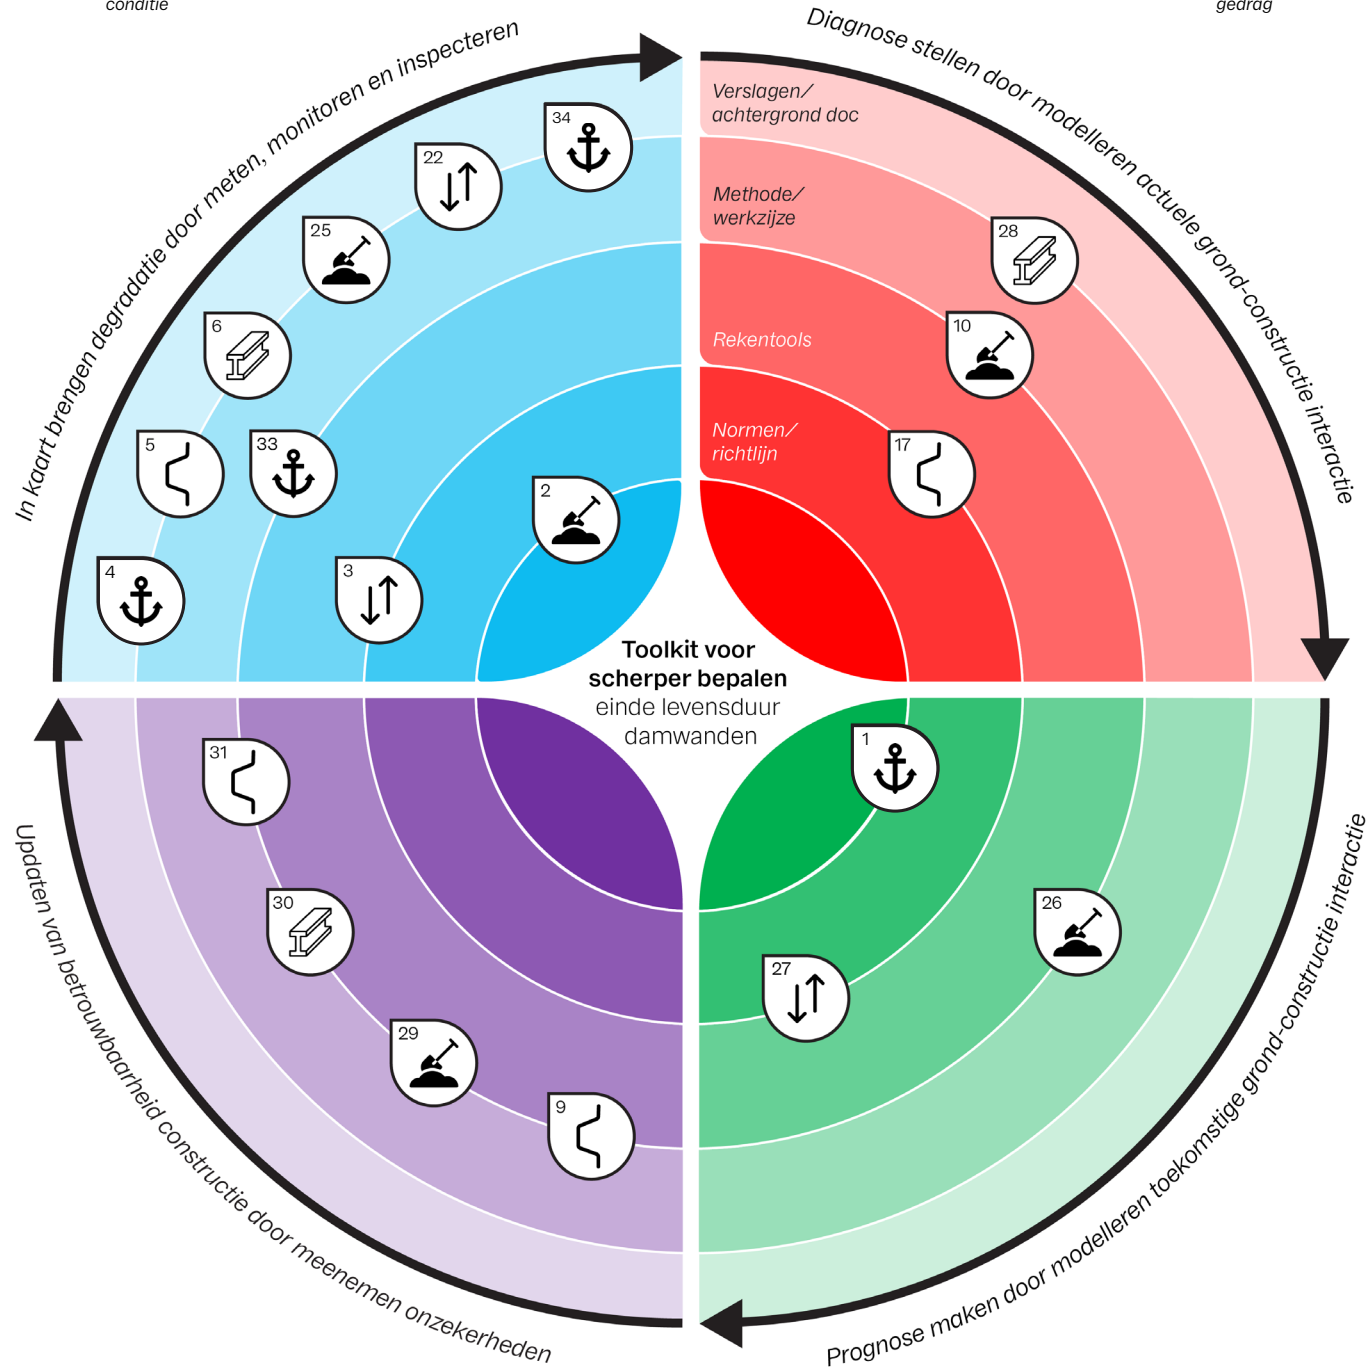 conditie
gedrag
In kaart brengen degradatie door meten, monitoren en inspecteren
Diagnose stellen door modelleren actuele grond-constructie interactie
Verslagen/
achtergrond doc
Methode/
werkzijze
Rekentools
Normen/
richtlijn
34
22
25
6
5
33
4
3
2
28
10
17
Toolkit voor
scherper bepalen
einde levensduur
damwanden
31
30
29
9
1
26
27
Updaten van betrouwbaarheid constructie door meenemen onzekerheden
Prognose maken door modelleren toekomstige grond-constructie interactie